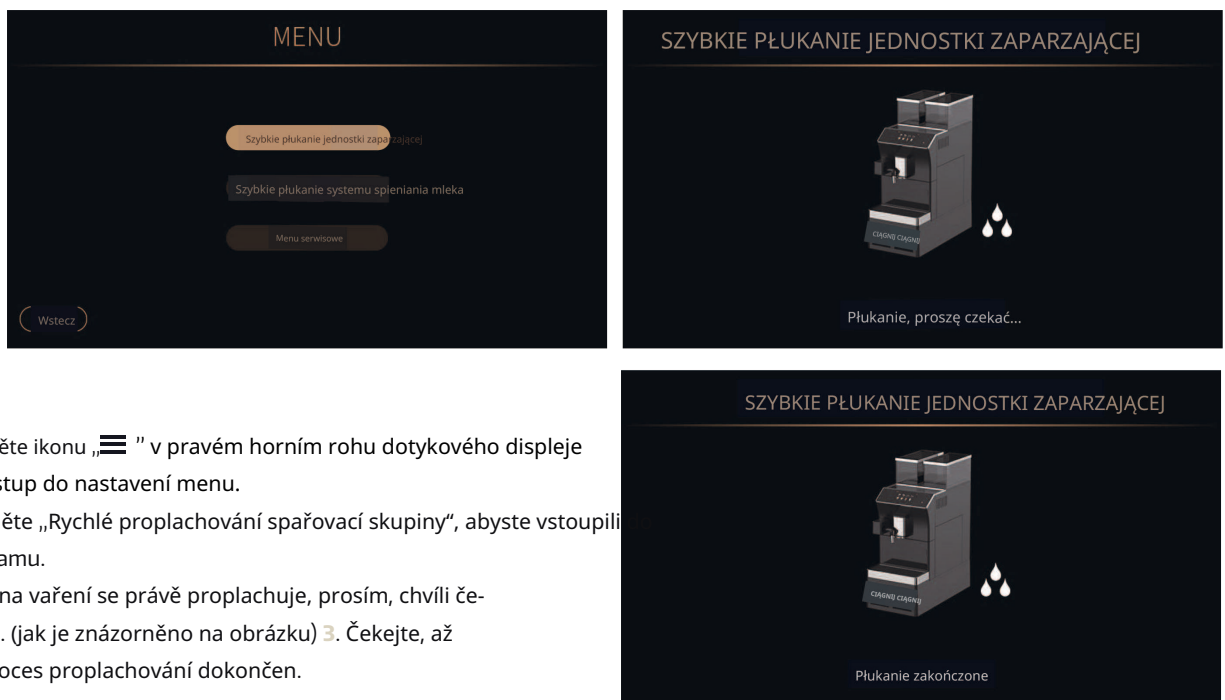 MENU
Szybkie płukanie jednostki zaparzającej
Szybkie płukanie systemu spieniania mleka
Menu serwisowe
Wstecz
SZYBKIE PŁUKANIE JEDNOSTKI ZAPARZAJĄCEJ
CIĄGNIJ CIĄGNIJ
Płukanie, proszę czekać...
ěte ikonu „☰ ” v pravém horním rohu dotykového displeje
stup do nastavení menu.
ěte „Rychlé proplachování spařovací skupiny“, abyste vstoupili
amu.
na vaření se právě proplachuje, prosím, chvíli če-
. (jak je znázorněno na obrázku) 3. Čekejte, až
oces proplachování dokončen.
SZYBKIE PŁUKANIE JEDNOSTKI ZAPARZAJĄCEJ
CIĄGNIJ CIĄGNIJ
Płukanie zakończone